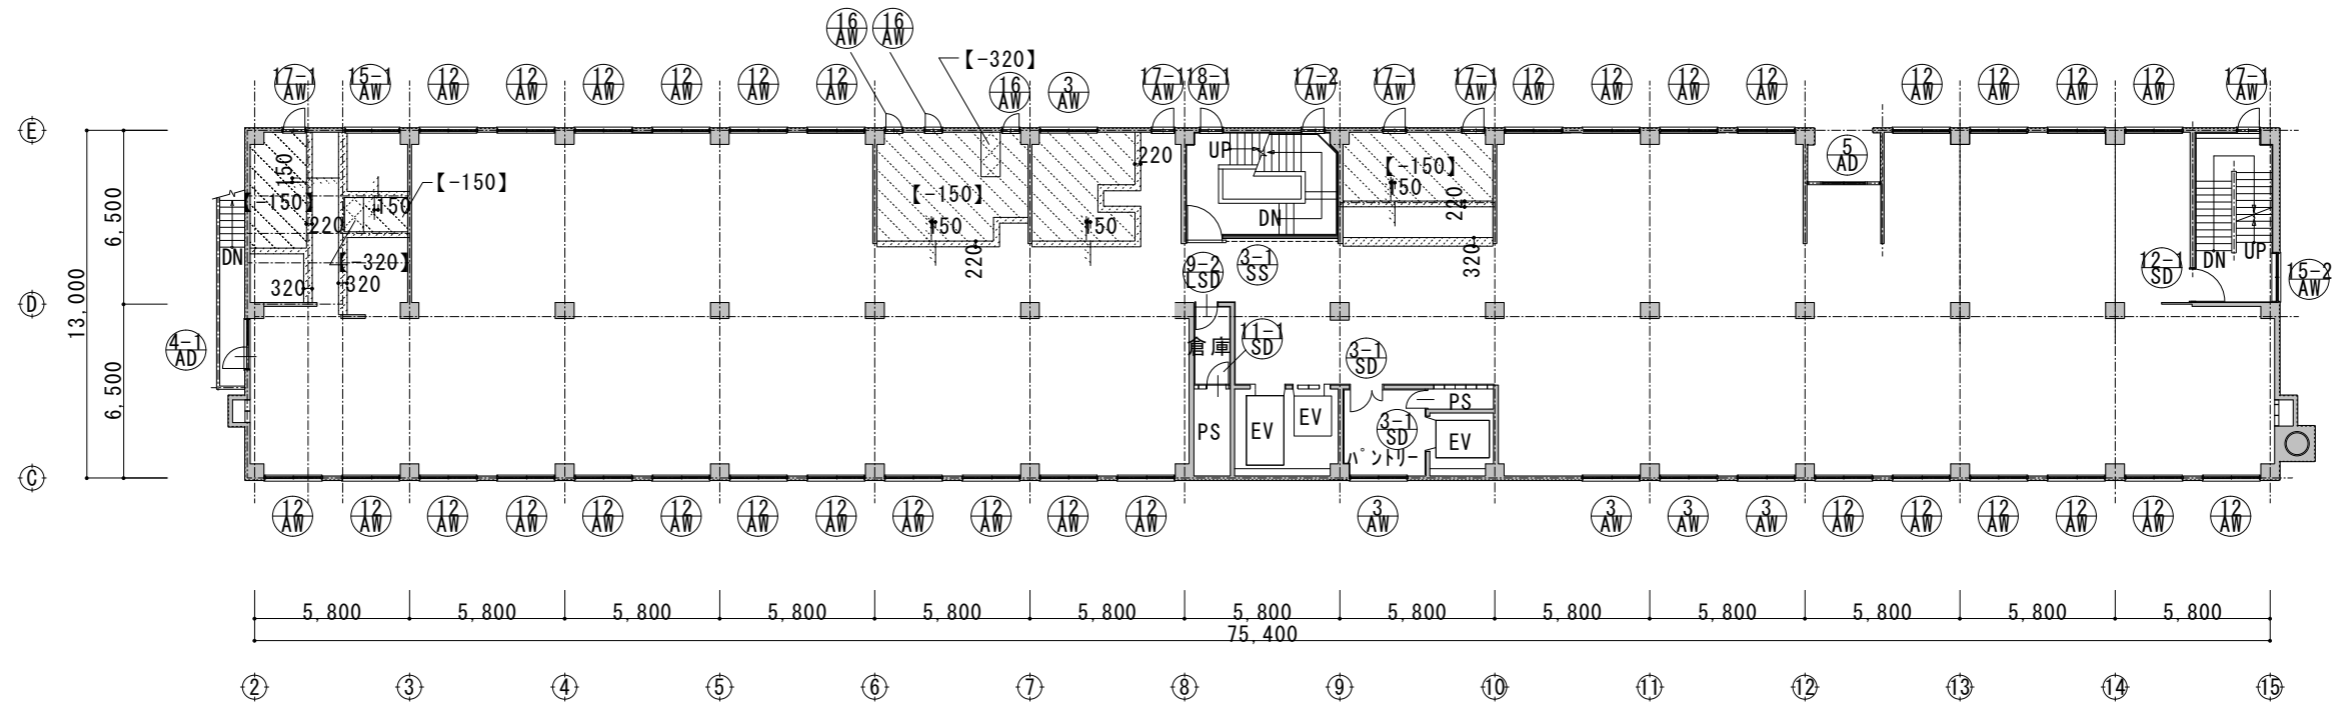 16
AW
16
AW
【-320】
17-1
AW
15-1
AW
12
AW
12
AW
12
AW
12
AW
12
AW
12
AW
16
AW
3
AW
17-1
AW
18-1
AW
17-2
AW
17-1
AW
17-1
AW
12
AW
12
AW
12
AW
12
AW
12
AW
12
AW
12
AW
12
AW
17-1
AW
E
150
【-150】
220
150
【-150】
【-320】
320
320
DN
【-150】
150
220
220
150
UP
DN
【-150】
150
220
320
5
AD
DN
UP
6,500
13,000
6,500
D
9-2
LSD
3-1
SS
12-1
SD
15-2
AW
4-1
AD
倉庫
11-1
SD
3-1
SD
PS
EV
EV
3-1
SD
PS
EV
パントリー
C
12
AW
12
AW
12
AW
12
AW
12
AW
12
AW
12
AW
12
AW
12
AW
12
AW
12
AW
12
AW
3
AW
3
AW
3
AW
3
AW
12
AW
12
AW
12
AW
12
AW
12
AW
12
AW
5,800
5,800
5,800
5,800
5,800
5,800
5,800
5,800
5,800
5,800
5,800
5,800
5,800
75,400
2
3
4
5
6
7
8
9
10
11
12
13
14
15